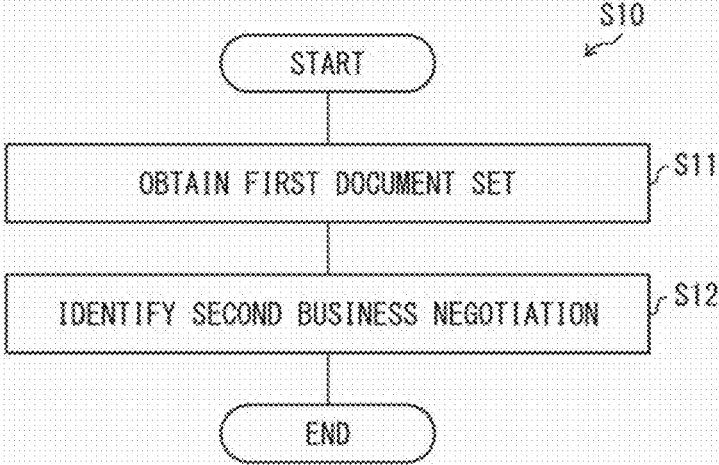 S10
START
OBTAIN FIRST DOCUMENT SET
S11
IDENTIFY SECOND BUSINESS NEGOTIATION
S12
END